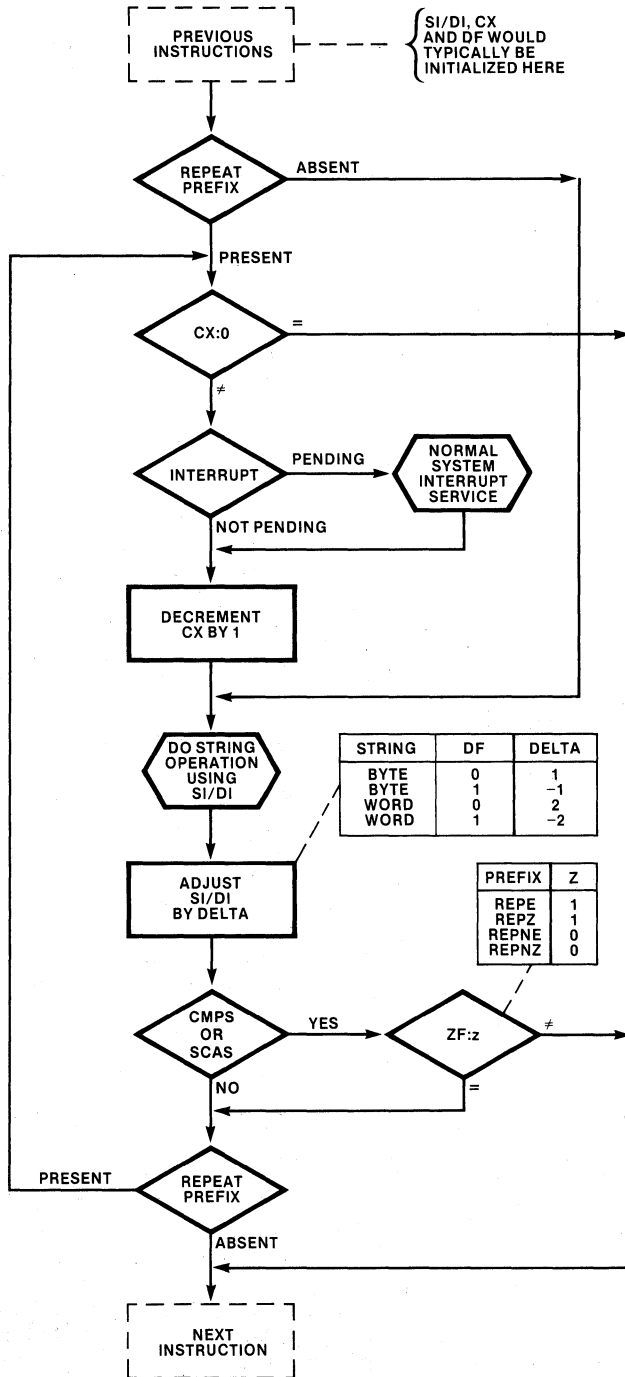 PREVIOUS
INSTRUCTIONS
SI/DI, CX
AND DF WOULD
TYPICALLY BE
INITIALIZED HERE
REPEAT
PREFIX
ABSENT
PRESENT
CX:0
=
≠
INTERRUPT
PENDING
NORMAL
SYSTEM
INTERRUPT
SERVICE
NOT PENDING
DECREMENT
CX BY 1
DO STRING
OPERATION
USING
SI/DI
STRING DF DELTA
BYTE 0 1
BYTE 1 −1
WORD 0 2
WORD 1 −2
ADJUST
SI/DI
BY DELTA
PREFIX Z
REPE 1
REPZ 1
REPNE 0
REPNZ 0
CMPS
OR
SCAS
YES
ZF:z
≠
NO
=
REPEAT
PREFIX
PRESENT
ABSENT
NEXT
INSTRUCTION